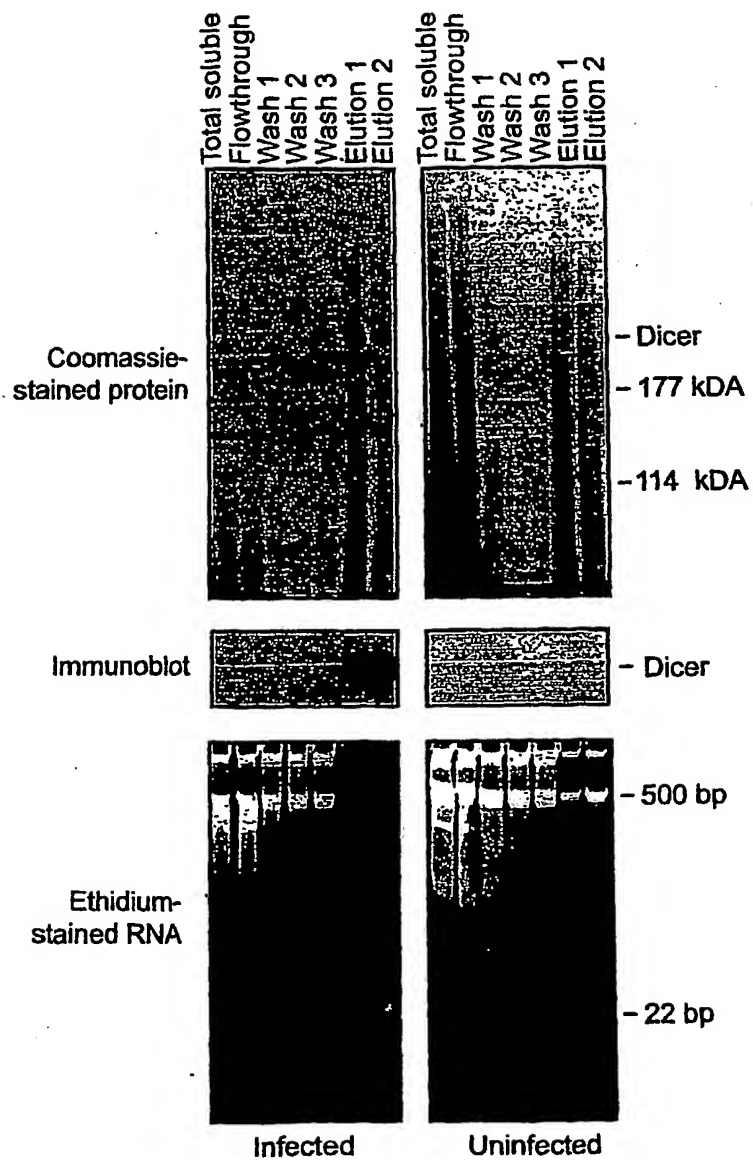 Total soluble
Flowthrough
Wash 1
Wash 2
Wash 3
Elution 1
Elution 2
Total soluble
Flowthrough
Wash 1
Wash 2
Wash 3
Elution 1
Elution 2
Coomassie-
stained protein
- Dicer
- 177 kDA
- 114 kDA
Immunoblot
- Dicer
Ethidium-
stained RNA
- 500 bp
- 22 bp
Infected
Uninfected